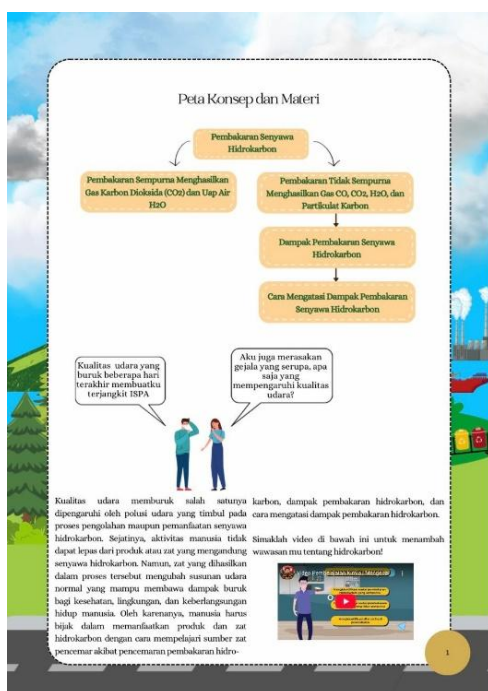 Peta Konsep dan Materi
Pembakaran Senyawa
Hidrokarbon
Pembakaran Sempurna Menghasilkan
Gas Karbon Dioksida (CO2) dan Uap Air
H2O
Pembakaran Tidak Sempurna
Menghasilkan Gas CO, CO2, H2O, dan
Partikulat Karbon
Dampak Pembakaran Senyawa
Hidrokarbon
Cara Mengatasi Dampak Pembakaran
Senyawa Hidrokarbon
Kualitas udara yang
buruk beberapa hari
terakhir membuatku
terjangkit ISPA
Aku juga merasakan
gejala yang serupa, apa
saja yang
mempengaruhi kualitas
udara?
Kualitas udara memburuk salah satunya
dipengaruhi oleh polusi udara yang timbul pada
proses pengolahan maupun pemanfaatan senyawa
hidrokarbon. Sejatinya, aktivitas manusia tidak
dapat lepas dari produk atau zat yang mengandung
senyawa hidrokarbon. Namun, zat yang dihasilkan
dalam proses tersebut mengubah susunan udara
normal yang mampu membawa dampak buruk
bagi kesehatan, lingkungan, dan keberlangsungan
hidup manusia. Oleh karenanya, manusia harus
bijak dalam memanfaatkan produk dan zat
hidrokarbon dengan cara mempelajari sumber zat
pencemar akibat pencemaran pembakaran hidro-
karbon, dampak pembakaran hidrokarbon, dan
cara mengatasi dampak pembakaran hidrokarbon.
Simaklah video di bawah ini untuk menambah
wawasan mu tentang hidrokarbon!
1